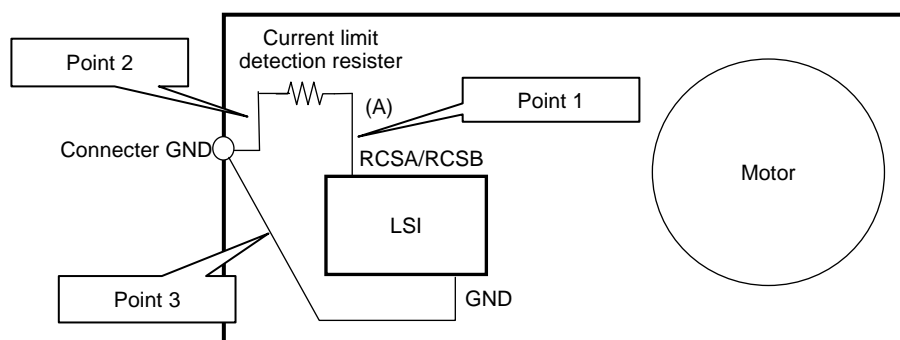 Current limit
detection resister
Point 2
(A)
Point 1
Connecter GND
RCSA/RCSB
Motor
LSI
Point 3
GND